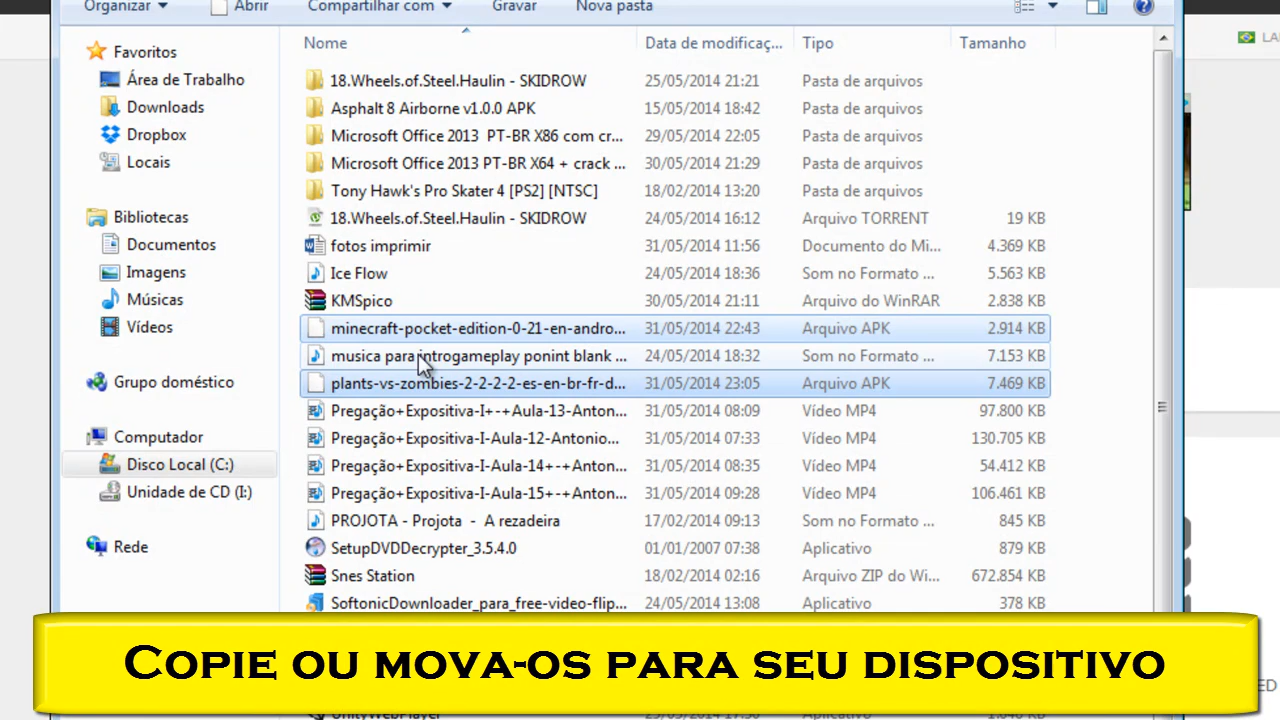 Organizar Abrir Compartilhar com Gravar Nova pasta
Nome Data de modificaç... Tipo Tamanho
Favoritos
Área de Trabalho
Downloads
Dropbox
Locais
Bibliotecas
Documentos
Imagens
Músicas
Vídeos
Grupo doméstico
Computador
Disco Local (C:)
Unidade de CD (I:)
Rede
18.Wheels.of.Steel.Haulin - SKIDROW 25/05/2014 21:21 Pasta de arquivos
Asphalt 8 Airborne v1.0.0 APK 15/05/2014 18:42 Pasta de arquivos
Microsoft Office 2013 PT-BR X86 com cr... 29/05/2014 22:05 Pasta de arquivos
Microsoft Office 2013 PT-BR X64 + crack ... 30/05/2014 21:29 Pasta de arquivos
Tony Hawk's Pro Skater 4 [PS2] [NTSC] 18/02/2014 13:20 Pasta de arquivos
18.Wheels.of.Steel.Haulin - SKIDROW 24/05/2014 16:12 Arquivo TORRENT 19 KB
fotos imprimir 31/05/2014 11:56 Documento do Mi... 4.369 KB
Ice Flow 24/05/2014 18:36 Som no Formato ... 5.563 KB
KMSpico 30/05/2014 21:11 Arquivo do WinRAR 2.838 KB
minecraft-pocket-edition-0-21-en-andro... 31/05/2014 22:43 Arquivo APK 2.914 KB
musica para introgameplay ponint blank ... 24/05/2014 18:32 Som no Formato ... 7.153 KB
plants-vs-zombies-2-2-2-2-es-en-br-fr-d... 31/05/2014 23:05 Arquivo APK 7.469 KB
Pregação+Expositiva-I+-+Aula-13-Anton... 31/05/2014 08:09 Vídeo MP4 97.800 KB
Pregação+Expositiva-I-Aula-12-Antonio... 31/05/2014 07:33 Vídeo MP4 130.705 KB
Pregação+Expositiva-I-Aula-14+-+Anton... 31/05/2014 08:35 Vídeo MP4 54.412 KB
Pregação+Expositiva-I-Aula-15+-+Anton... 31/05/2014 09:28 Vídeo MP4 106.461 KB
PROJOTA - Projota - A rezadeira 17/02/2014 09:13 Som no Formato ... 845 KB
SetupDVDDecrypter_3.5.4.0 01/01/2007 07:38 Aplicativo 879 KB
Snes Station 18/02/2014 02:16 Arquivo ZIP do Wi... 672.854 KB
SoftonicDownloader_para_free-video-flip... 24/05/2014 13:08 Aplicativo 378 KB
Copie ou mova-os para seu dispositivo